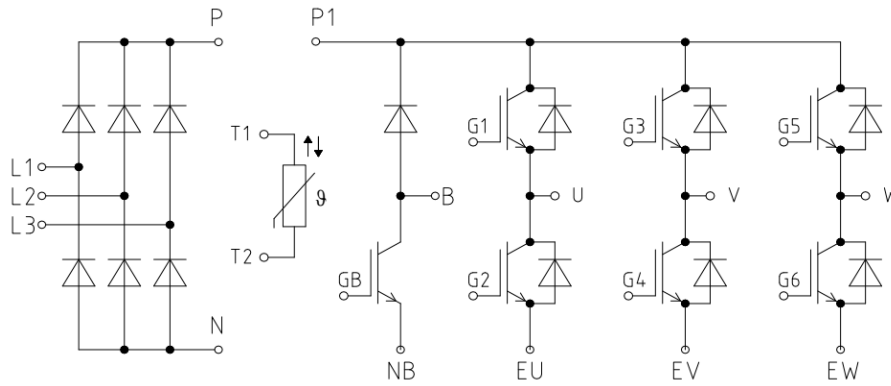 P P1
T1 G1 G3 G5
L1
L2 ϑ B U V W
L3
T2 GB G2 G4 G6
N
NB EU EV EW